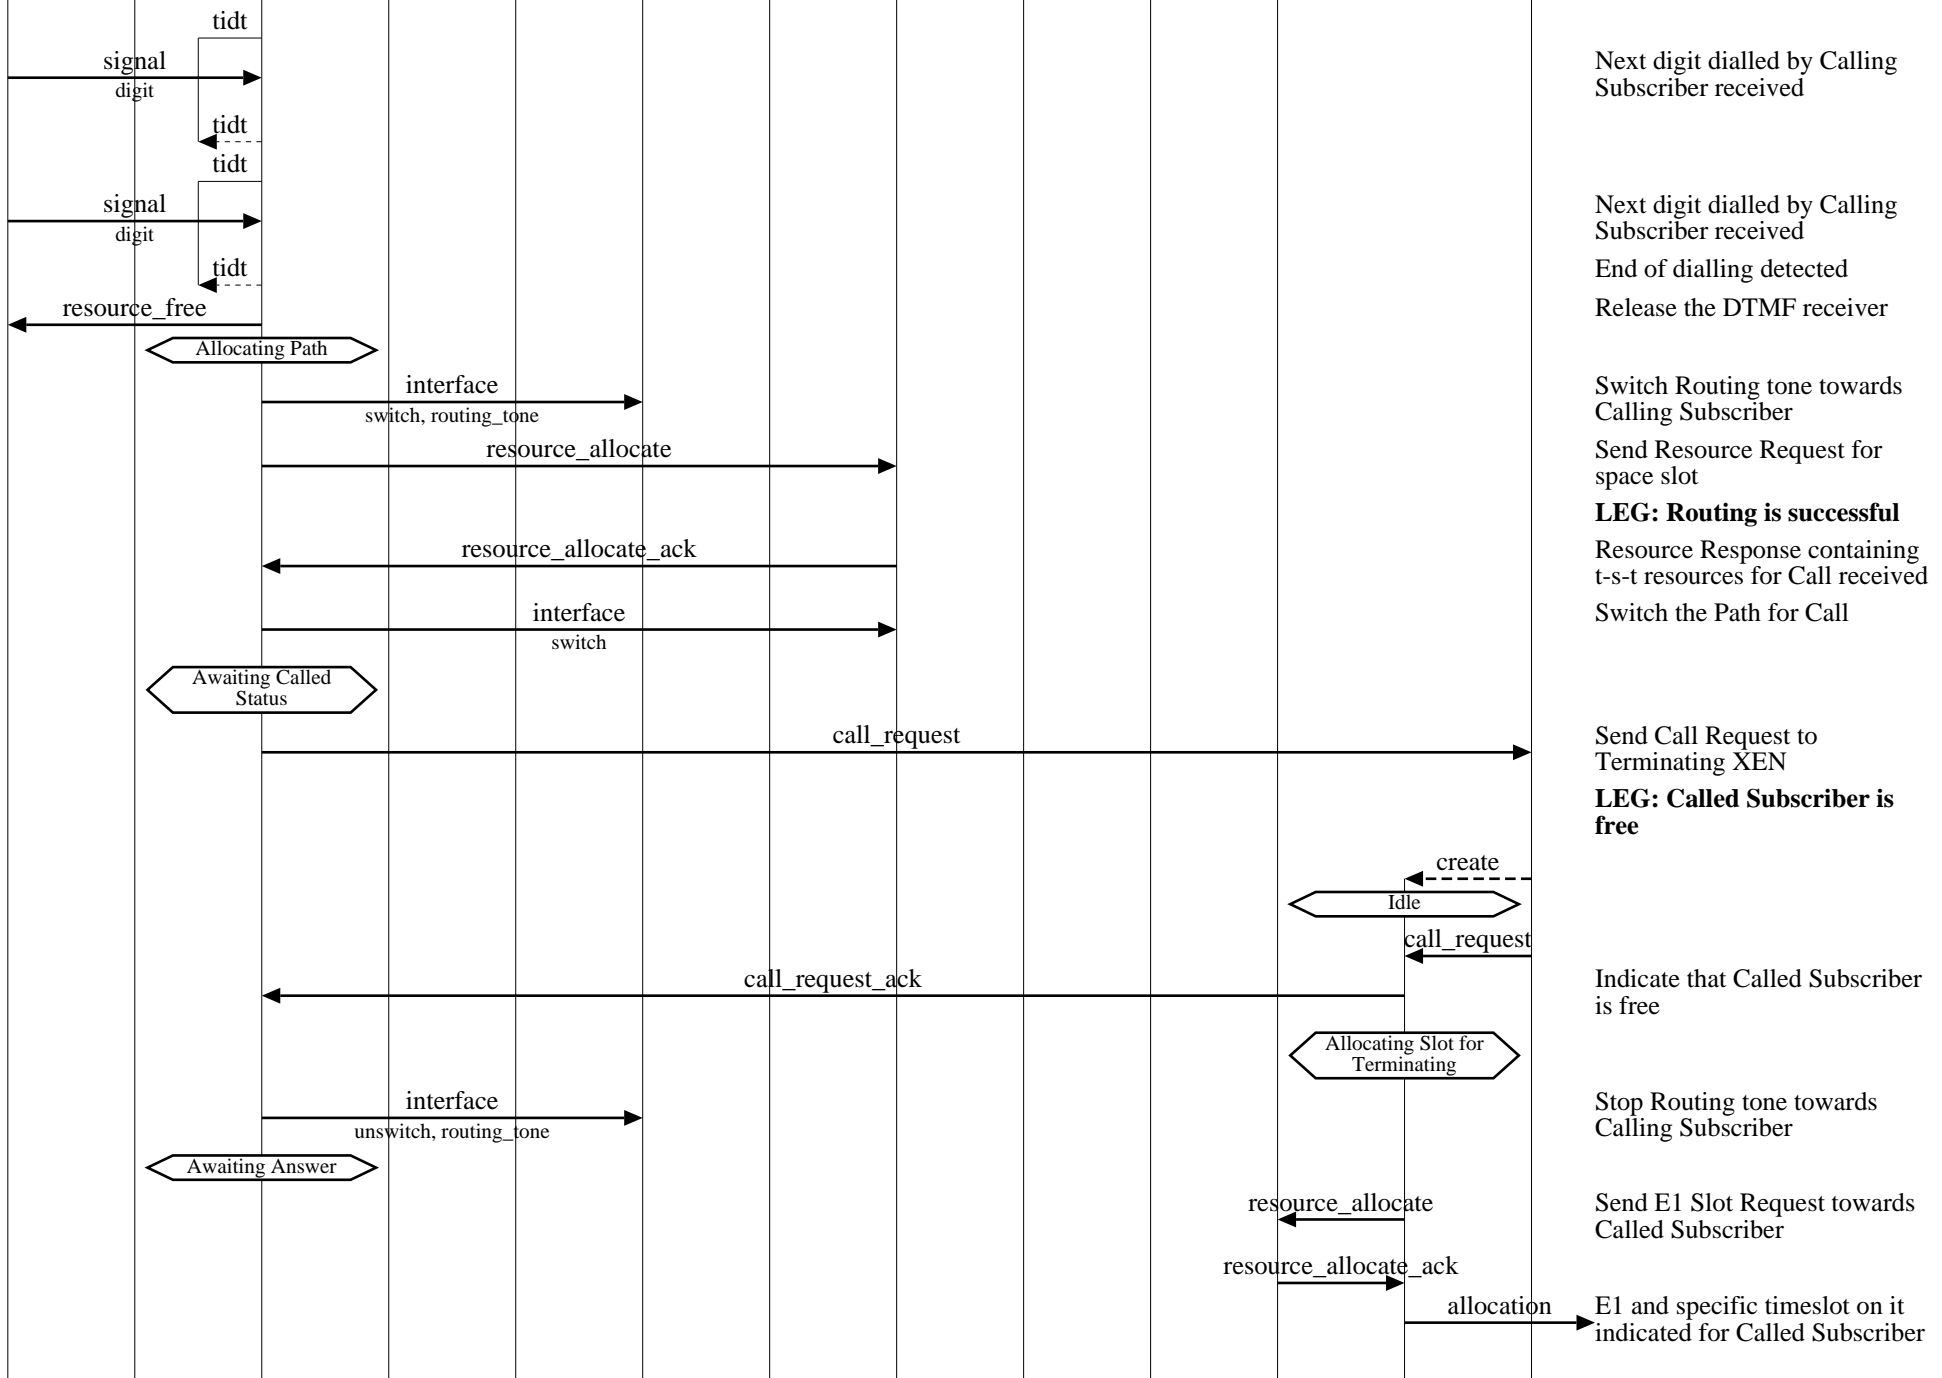 tidt
signal
digit
Next digit dialled by Calling
Subscriber received
tidt
tidt
signal
digit
Next digit dialled by Calling
Subscriber received
tidt
End of dialling detected
resource_free
Release the DTMF receiver
Allocating Path
interface
switch, routing_tone
Switch Routing tone towards
Calling Subscriber
resource_allocate
Send Resource Request for
space slot
LEG: Routing is successful
resource_allocate_ack
Resource Response containing
t-s-t resources for Call received
interface
switch
Switch the Path for Call
Awaiting Called
Status
call_request
Send Call Request to
Terminating XEN
LEG: Called Subscriber is
free
create
Idle
call_request
call_request_ack
Indicate that Called Subscriber
is free
Allocating Slot for
Terminating
interface
unswitch, routing_tone
Stop Routing tone towards
Calling Subscriber
Awaiting Answer
resource_allocate
Send E1 Slot Request towards
Called Subscriber
resource_allocate_ack
allocation
E1 and specific timeslot on it
indicated for Called Subscriber